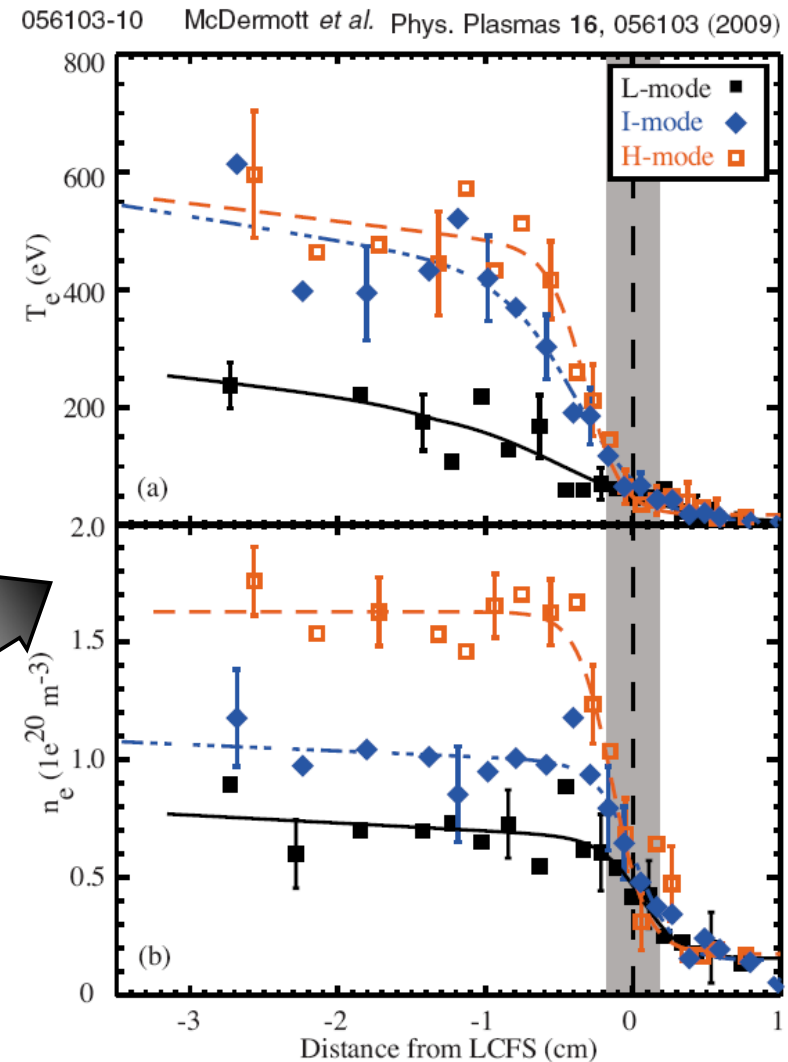 056103-10 McDermott et al. Phys. Plasmas 16, 056103 (2009)
800
600
400
200
Te (eV)
L-mode
I-mode
H-mode
(a)
2.0
1.5
1.0
0.5
0
ne (1e20 m-3)
(b)
-3 -2 -1 0 1
Distance from LCFS (cm)